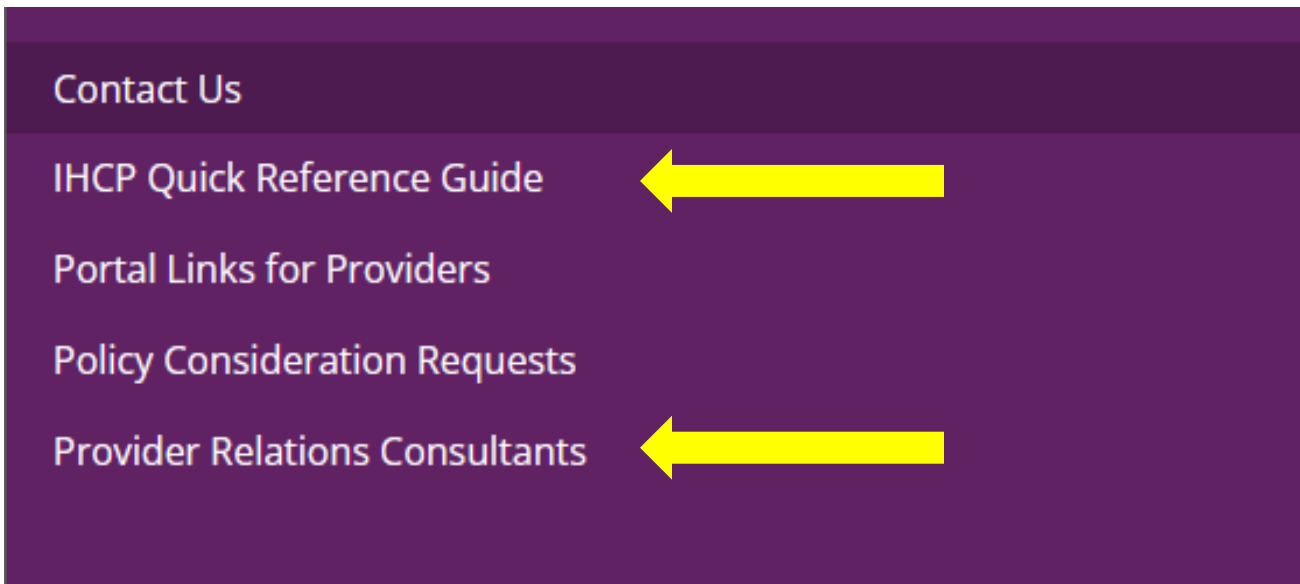 Contact Us
IHCP Quick Reference Guide
Portal Links for Providers
Policy Consideration Requests
Provider Relations Consultants